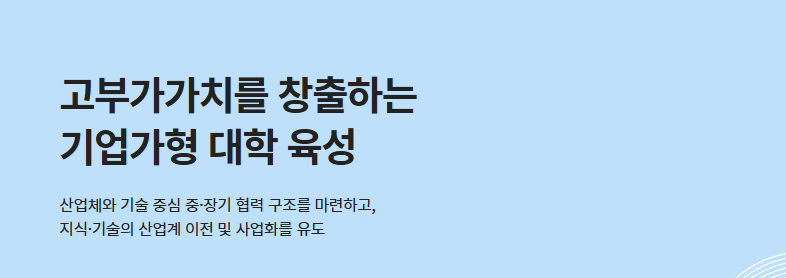 고부가가치를 창출하는
기업가형 대학 육성
산업체와 기술 중심 중·장기 협력 구조를 마련하고,
지식·기술의 산업계 이전 및 사업화를 유도